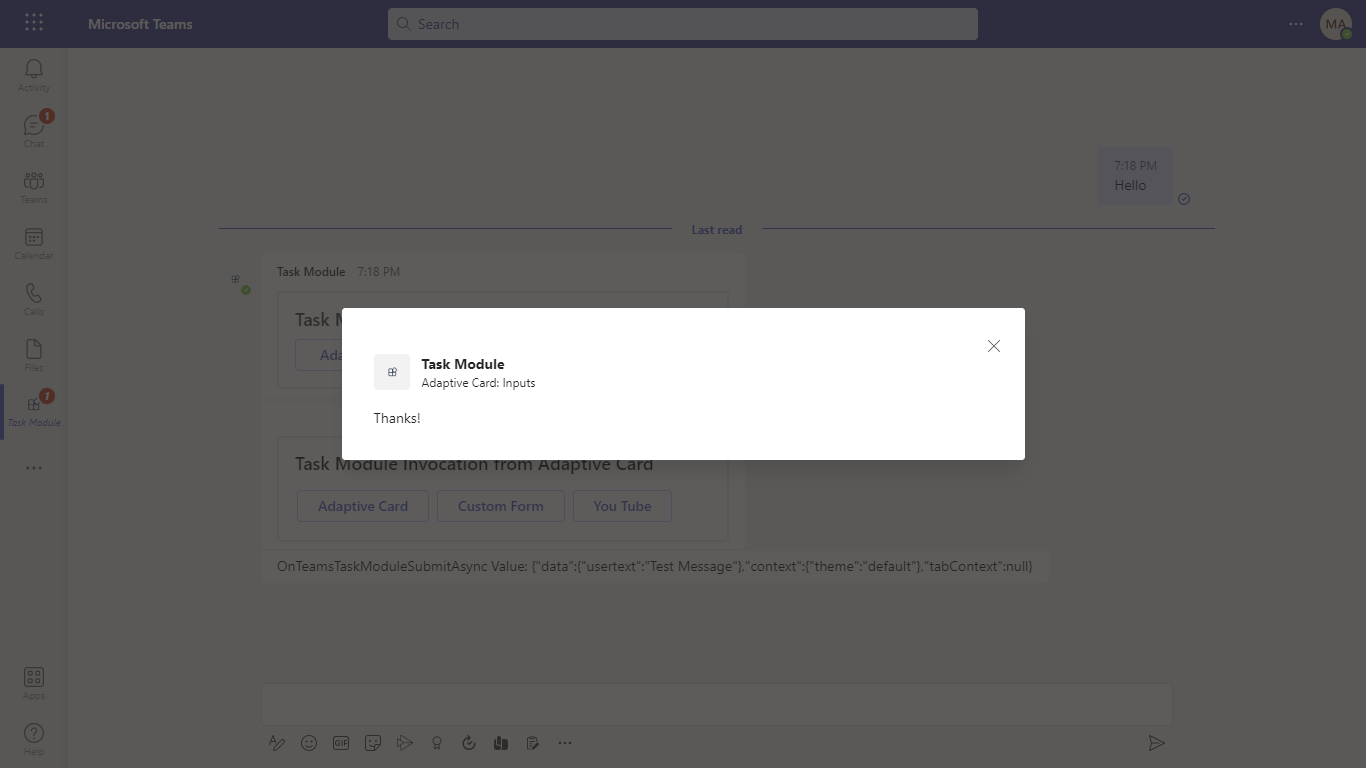 Microsoft Teams
Search
MA
Activity
1
Chat
Teams
Calendar
Calls
Files
1
Task Module
Apps
Help
7:18 PM
Hello
Last read
Task Module 7:18 PM
Task M
Ada
Task Module
Adaptive Card: Inputs
Thanks!
Task Module Invocation from Adaptive Card
Adaptive Card Custom Form You Tube
OnTeamsTaskModuleSubmitAsync Value: {"data":{"usertext":"Test Message"},"context":{"theme":"default"},"tabContext":null}
GIF